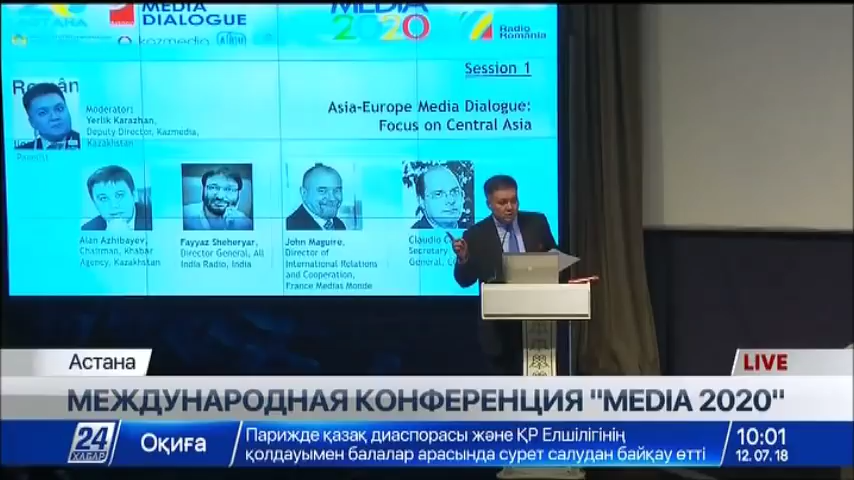 MEDIA
DIALOGUE
kazmedia
ABU
MEDIA
2020
Radio
România
Session 1
Asia-Europe Media Dialogue:
Focus on Central Asia
Moderator:
Yerlik Karazhan,
Deputy Director, Kazmedia,
Kazakhstan
Alan Azhibayev,
Chairman, Khabar
Agency, Kazakhstan
Fayyaz Sheheryar,
Director General, All
India Radio, India
John Maguire,
Director of
International Relations
and Cooperation,
France Medias Monde
Claudio
Secretary
General,
Астана
LIVE
МЕЖДУНАРОДНАЯ КОНФЕРЕНЦИЯ "MEDIA 2020"
24
ХАБАР
Оқиға
Парижде қазақ диаспорасы және ҚР Елшілігінің
қолдауымен балалар арасында сурет салудан байқау өтті
10:01
12.07.18